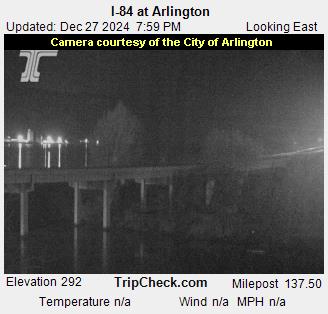 I-84 at Arlington
Updated: Dec 27 2024 7:59 PM Looking East
Camera courtesy of the City of Arlington
Elevation 292 TripCheck.com Milepost 137.50
Temperature n/a Wind n/a MPH n/a